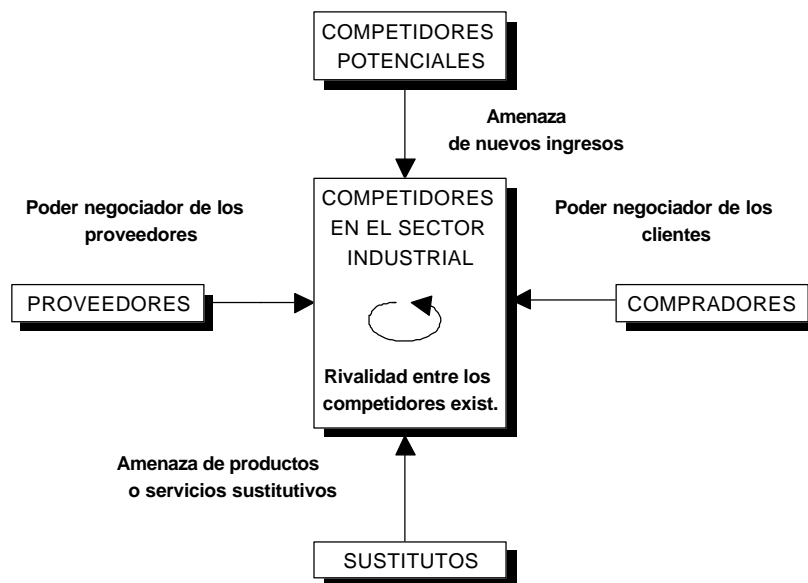 COMPETIDORES
POTENCIALES
Amenaza
de nuevos ingresos
COMPETIDORES
EN EL SECTOR
INDUSTRIAL
Poder negociador de los
proveedores
Poder negociador de los
clientes
PROVEEDORES
COMPRADORES
Rivalidad entre los
competidores exist.
Amenaza de productos
o servicios sustitutivos
SUSTITUTOS